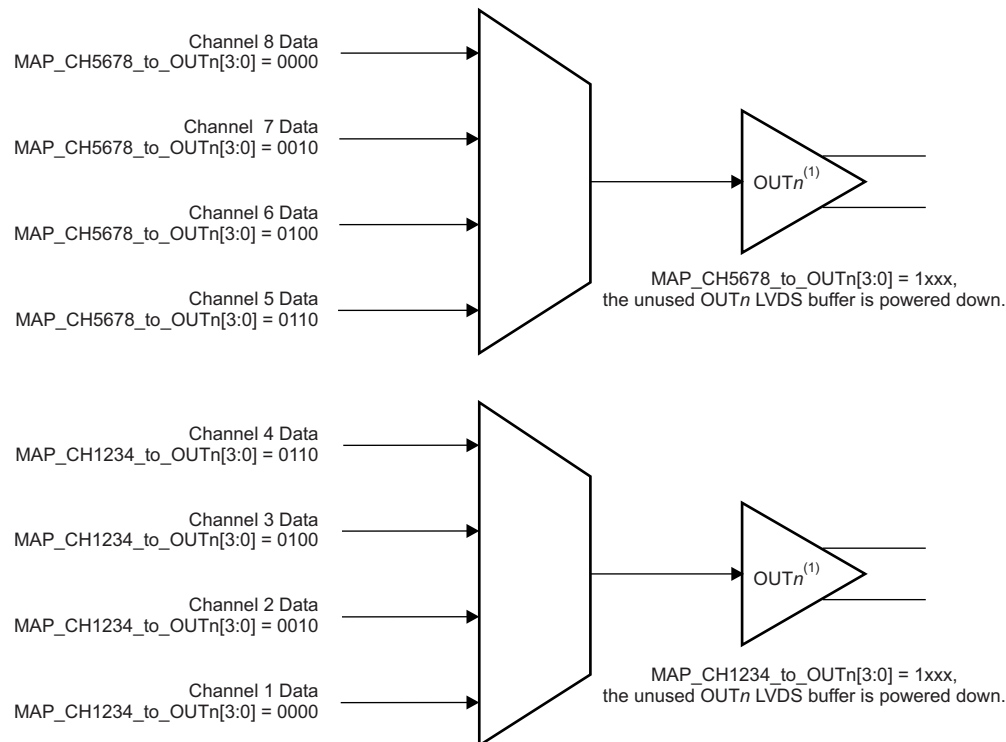 Channel 8 Data
MAP_CH5678_to_OUTn[3:0] = 0000
Channel 7 Data
MAP_CH5678_to_OUTn[3:0] = 0010
Channel 6 Data
MAP_CH5678_to_OUTn[3:0] = 0100
Channel 5 Data
MAP_CH5678_to_OUTn[3:0] = 0110
OUTn(1)
MAP_CH5678_to_OUTn[3:0] = 1xxx,
the unused OUTn LVDS buffer is powered down.
Channel 4 Data
MAP_CH1234_to_OUTn[3:0] = 0110
Channel 3 Data
MAP_CH1234_to_OUTn[3:0] = 0100
Channel 2 Data
MAP_CH1234_to_OUTn[3:0] = 0010
Channel 1 Data
MAP_CH1234_to_OUTn[3:0] = 0000
OUTn(1)
MAP_CH1234_to_OUTn[3:0] = 1xxx,
the unused OUTn LVDS buffer is powered down.